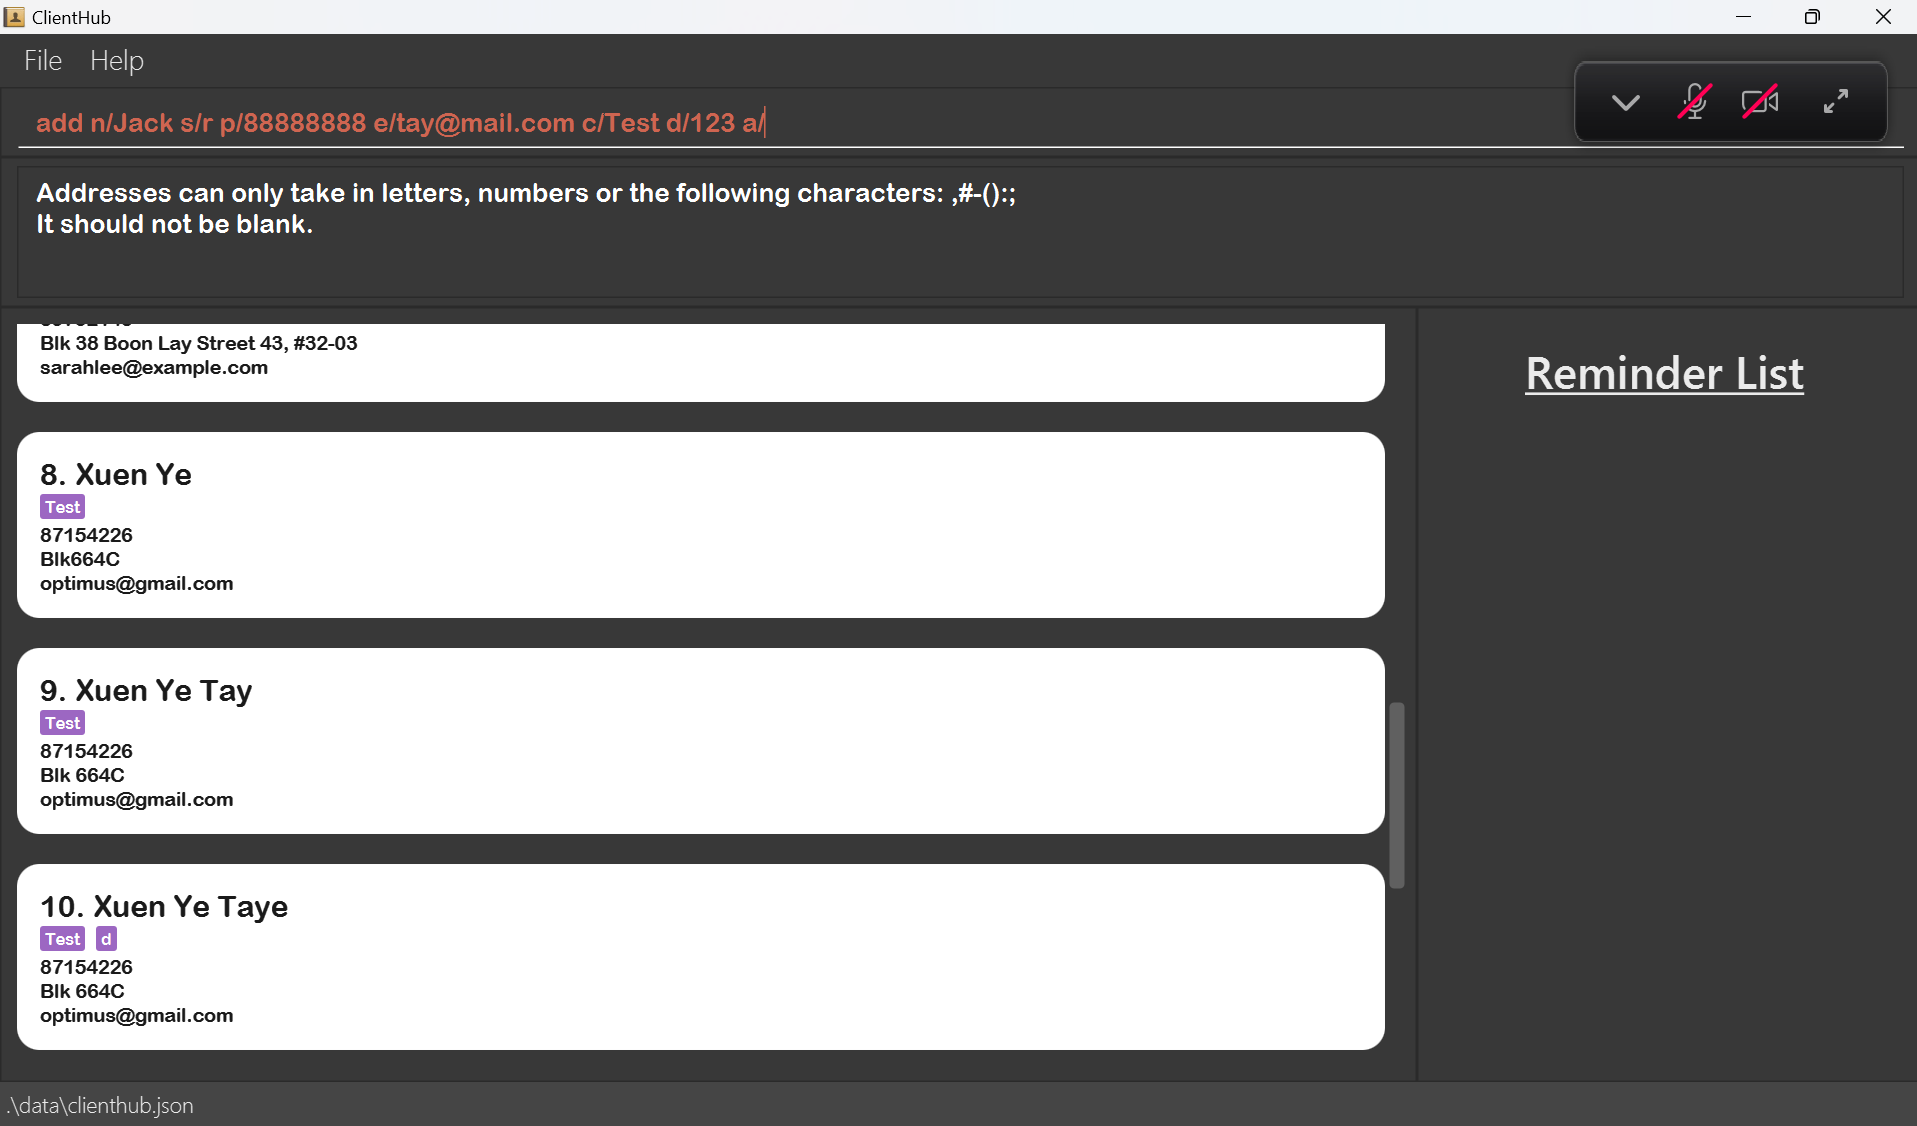 ClientHub
File Help
add n/Jack s/r p/88888888 e/tay@mail.com c/Test d/123 a/
Addresses can only take in letters, numbers or the following characters: ,#-():;
It should not be blank.
Blk 38 Boon Lay Street 43, #32-03
sarahlee@example.com
Reminder List
8. Xuen Ye
Test
87154226
Blk664C
optimus@gmail.com
9. Xuen Ye Tay
Test
87154226
Blk 664C
optimus@gmail.com
10. Xuen Ye Taye
Test d
87154226
Blk 664C
optimus@gmail.com
.\data\clienthub.json